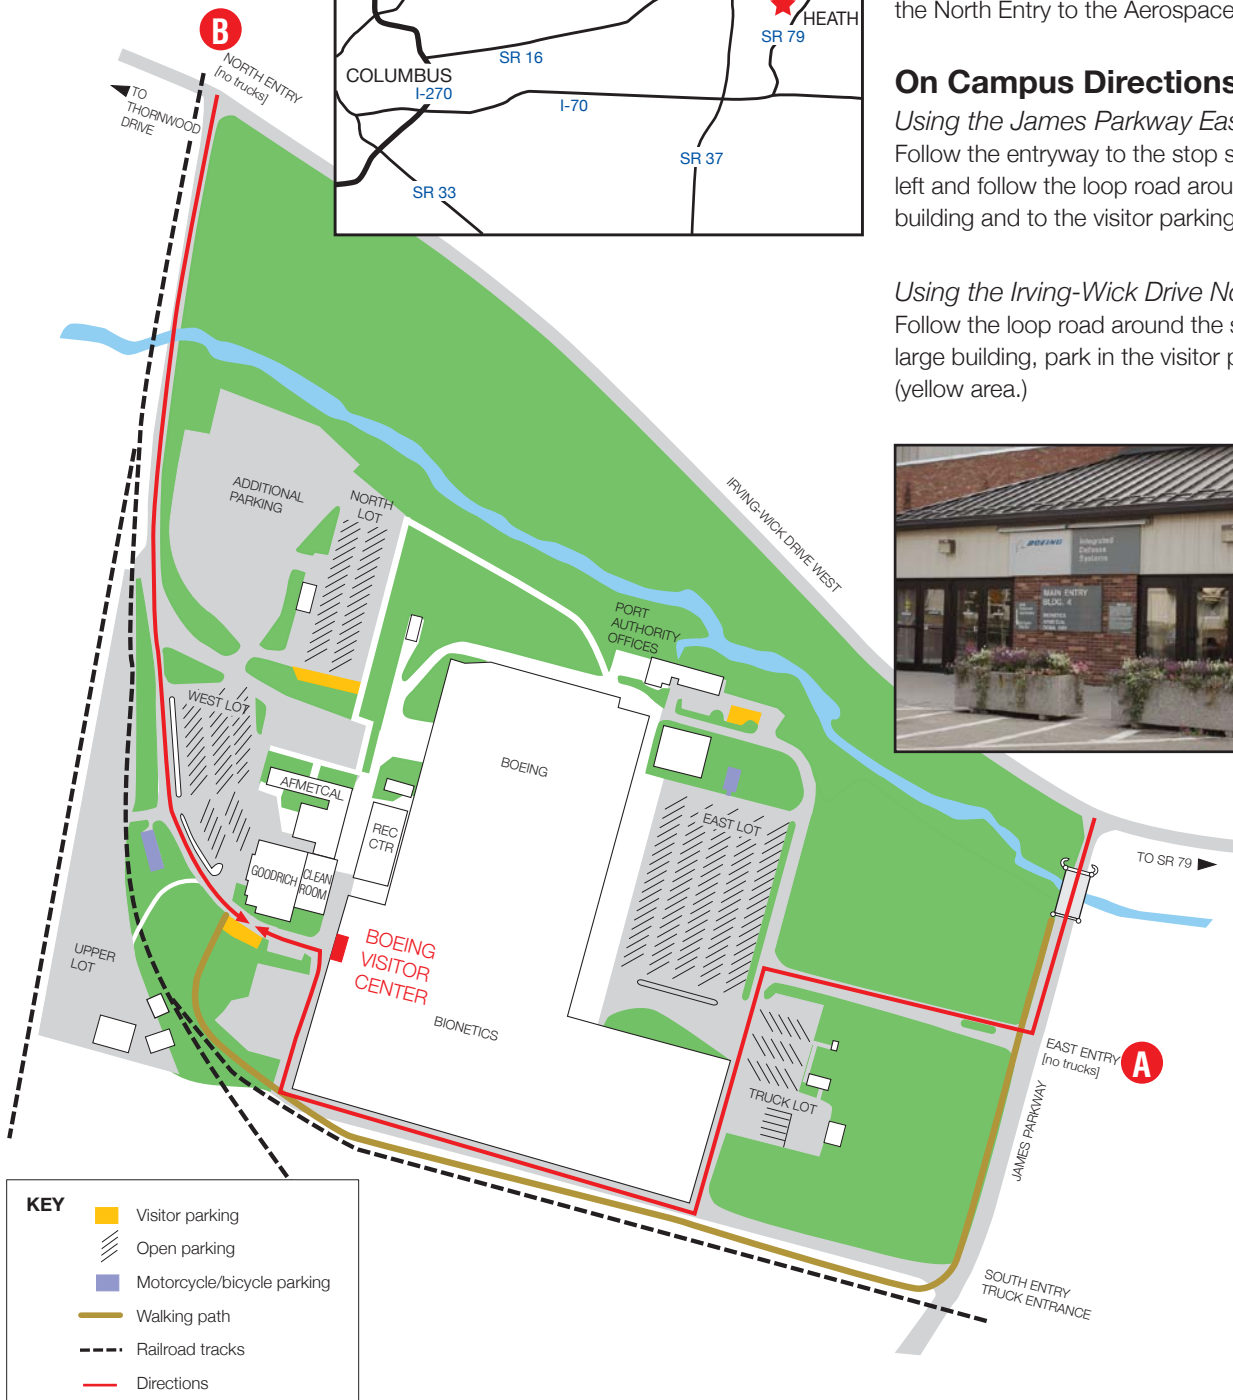 the North Entry to the Aerospace
On Campus Directions
Using the James Parkway Eas
Follow the entryway to the stop s
left and follow the loop road arou
building and to the visitor parking
Using the Irving-Wick Drive No
Follow the loop road around the s
large building, park in the visitor p
(yellow area.)
HEATH
SR 79
SR 16
COLUMBUS
I-270
I-70
SR 37
SR 33
B
NORTH ENTRY
[no trucks]
TO
THORNWOOD
DRIVE
ADDITIONAL
PARKING
NORTH
LOT
IRVING-WICK DRIVE WEST
PORT
AUTHORITY
OFFICES
BOEING
Integrated
Defense
Systems
MAIN ENTRY
BLDG. 4
WEST LOT
BOEING
AFMETCAL
REC
CTR
EAST LOT
GOODRICH
CLEAN
ROOM
TO SR 79
BOEING
VISITOR
CENTER
UPPER
LOT
BIONETICS
EAST ENTRY
[no trucks]
A
TRUCK LOT
JAMES PARKWAY
SOUTH ENTRY
TRUCK ENTRANCE
KEY
Visitor parking
Open parking
Motorcycle/bicycle parking
Walking path
Railroad tracks
Directions